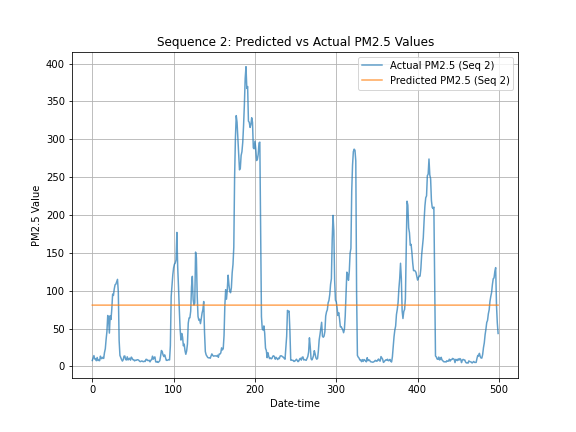 Sequence 2: Predicted vs Actual PM2.5 Values
Actual PM2.5 (Seq 2)
Predicted PM2.5 (Seq 2)
PM2.5 Value
400
350
300
250
200
150
100
50
0
0 100 200 300 400 500
Date-time